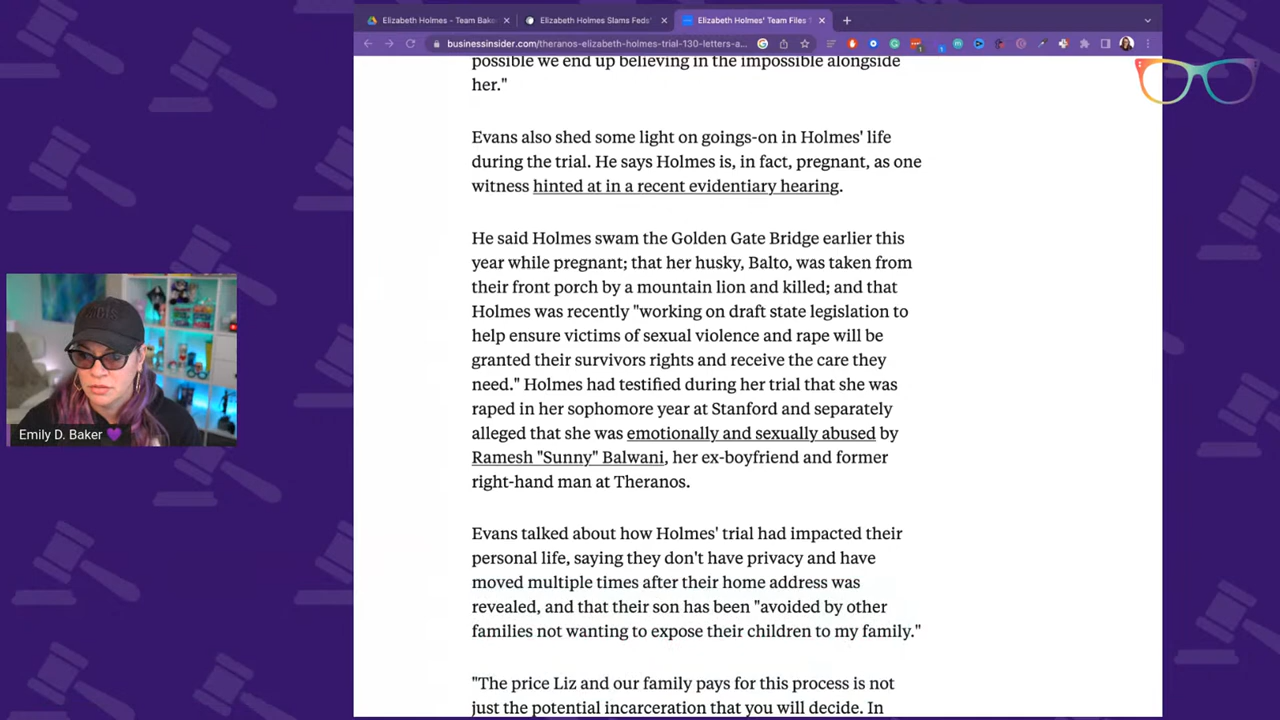 Elizabeth Holmes - Team Bake
Elizabeth Holmes Slams Feds'
Elizabeth Holmes' Team Files
businessinsider.com/theranos-elizabeth-holmes-trial-130-letters-a...
possible we end up believing in the impossible alongside
her."
Evans also shed some light on goings-on in Holmes' life
during the trial. He says Holmes is, in fact, pregnant, as one
witness hinted at in a recent evidentiary hearing.
He said Holmes swam the Golden Gate Bridge earlier this
year while pregnant; that her husky, Balto, was taken from
their front porch by a mountain lion and killed; and that
Holmes was recently "working on draft state legislation to
help ensure victims of sexual violence and rape will be
granted their survivors rights and receive the care they
need." Holmes had testified during her trial that she was
raped in her sophomore year at Stanford and separately
alleged that she was emotionally and sexually abused by
Ramesh "Sunny" Balwani, her ex-boyfriend and former
right-hand man at Theranos.
Evans talked about how Holmes' trial had impacted their
personal life, saying they don't have privacy and have
moved multiple times after their home address was
revealed, and that their son has been "avoided by other
families not wanting to expose their children to my family."
"The price Liz and our family pays for this process is not
just the potential incarceration that you will decide. In
Emily D. Baker 💜